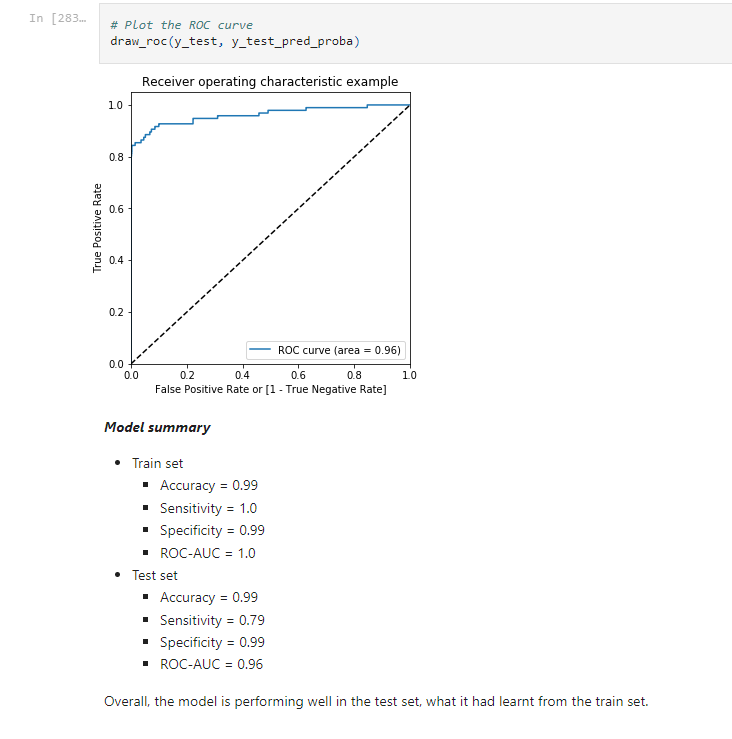 In [283...
# Plot the ROC curve
draw_roc(y_test, y_test_pred_proba)
Receiver operating characteristic example
1.0
0.8
0.6
0.4
0.2
0.0
True Positive Rate
ROC curve (area = 0.96)
0.0 0.2 0.4 0.6 0.8 1.0
False Positive Rate or [1 - True Negative Rate]
Model summary
• Train set
▪ Accuracy = 0.99
▪ Sensitivity = 1.0
▪ Specificity = 0.99
▪ ROC-AUC = 1.0
• Test set
▪ Accuracy = 0.99
▪ Sensitivity = 0.79
▪ Specificity = 0.99
▪ ROC-AUC = 0.96
Overall, the model is performing well in the test set, what it had learnt from the train set.